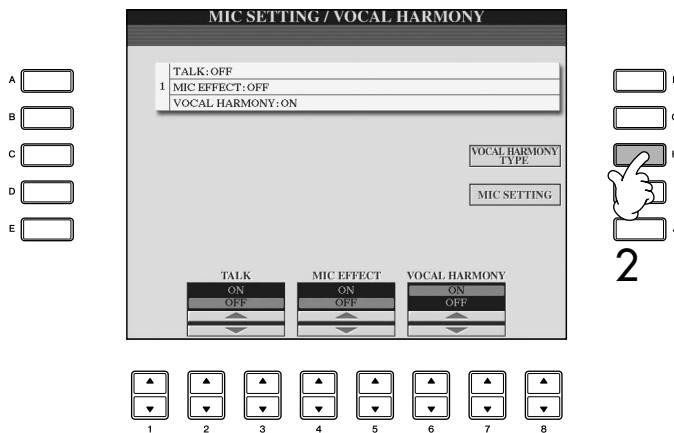 MIC SETTING / VOCAL HARMONY
TALK:OFF
1 MIC EFFECT:OFF
VOCAL HARMONY:ON
A
B
C
D
E
VOCAL HARMONY
TYPE
MIC SETTING
2
TALK MIC EFFECT VOCAL HARMONY
ON ON ON
OFF OFF OFF
1 2 3 4 5 6 7 8